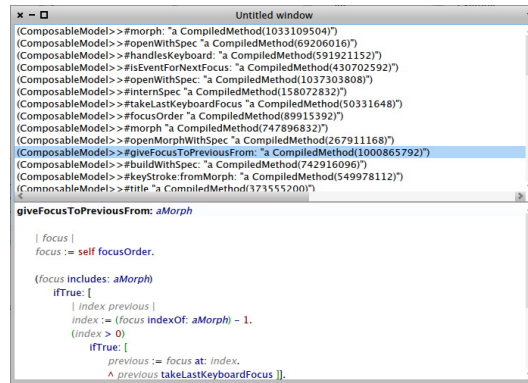 Untitled window
(ComposableModel>>#morph: "a CompiledMethod(1033109504)")
(ComposableModel>>#openWithSpec "a CompiledMethod(69206016)")
(ComposableModel>>#handlesKeyboard: "a CompiledMethod(591921152)")
(ComposableModel>>#isEventForNextFocus: "a CompiledMethod(430702592)")
(ComposableModel>>#openWithSpec: "a CompiledMethod(1037303808)")
(ComposableModel>>#internSpec "a CompiledMethod(158072832)")
(ComposableModel>>#takeLastKeyboardFocus "a CompiledMethod(50331648)")
(ComposableModel>>#focusOrder "a CompiledMethod(89915392)")
(ComposableModel>>#morph "a CompiledMethod(747896832)")
(ComposableModel>>#openMorphWithSpec "a CompiledMethod(267911168)")
(ComposableModel>>#giveFocusToPreviousFrom: "a CompiledMethod(1000865792)")
(ComposableModel>>#buildWithSpec: "a CompiledMethod(742916096)")
(ComposableModel>>#keyStroke:fromMorph: "a CompiledMethod(549978112)")
(ComposableModel>>#title "a CompiledMethod(373555200)")
giveFocusToPreviousFrom: aMorph
| focus |
focus := self focusOrder.
(focus includes: aMorph)
ifTrue: [
| index previous |
index := (focus indexOf: aMorph) - 1.
(index > 0)
ifTrue: [
previous := focus at: index.
^ previous takeLastKeyboardFocus ]].